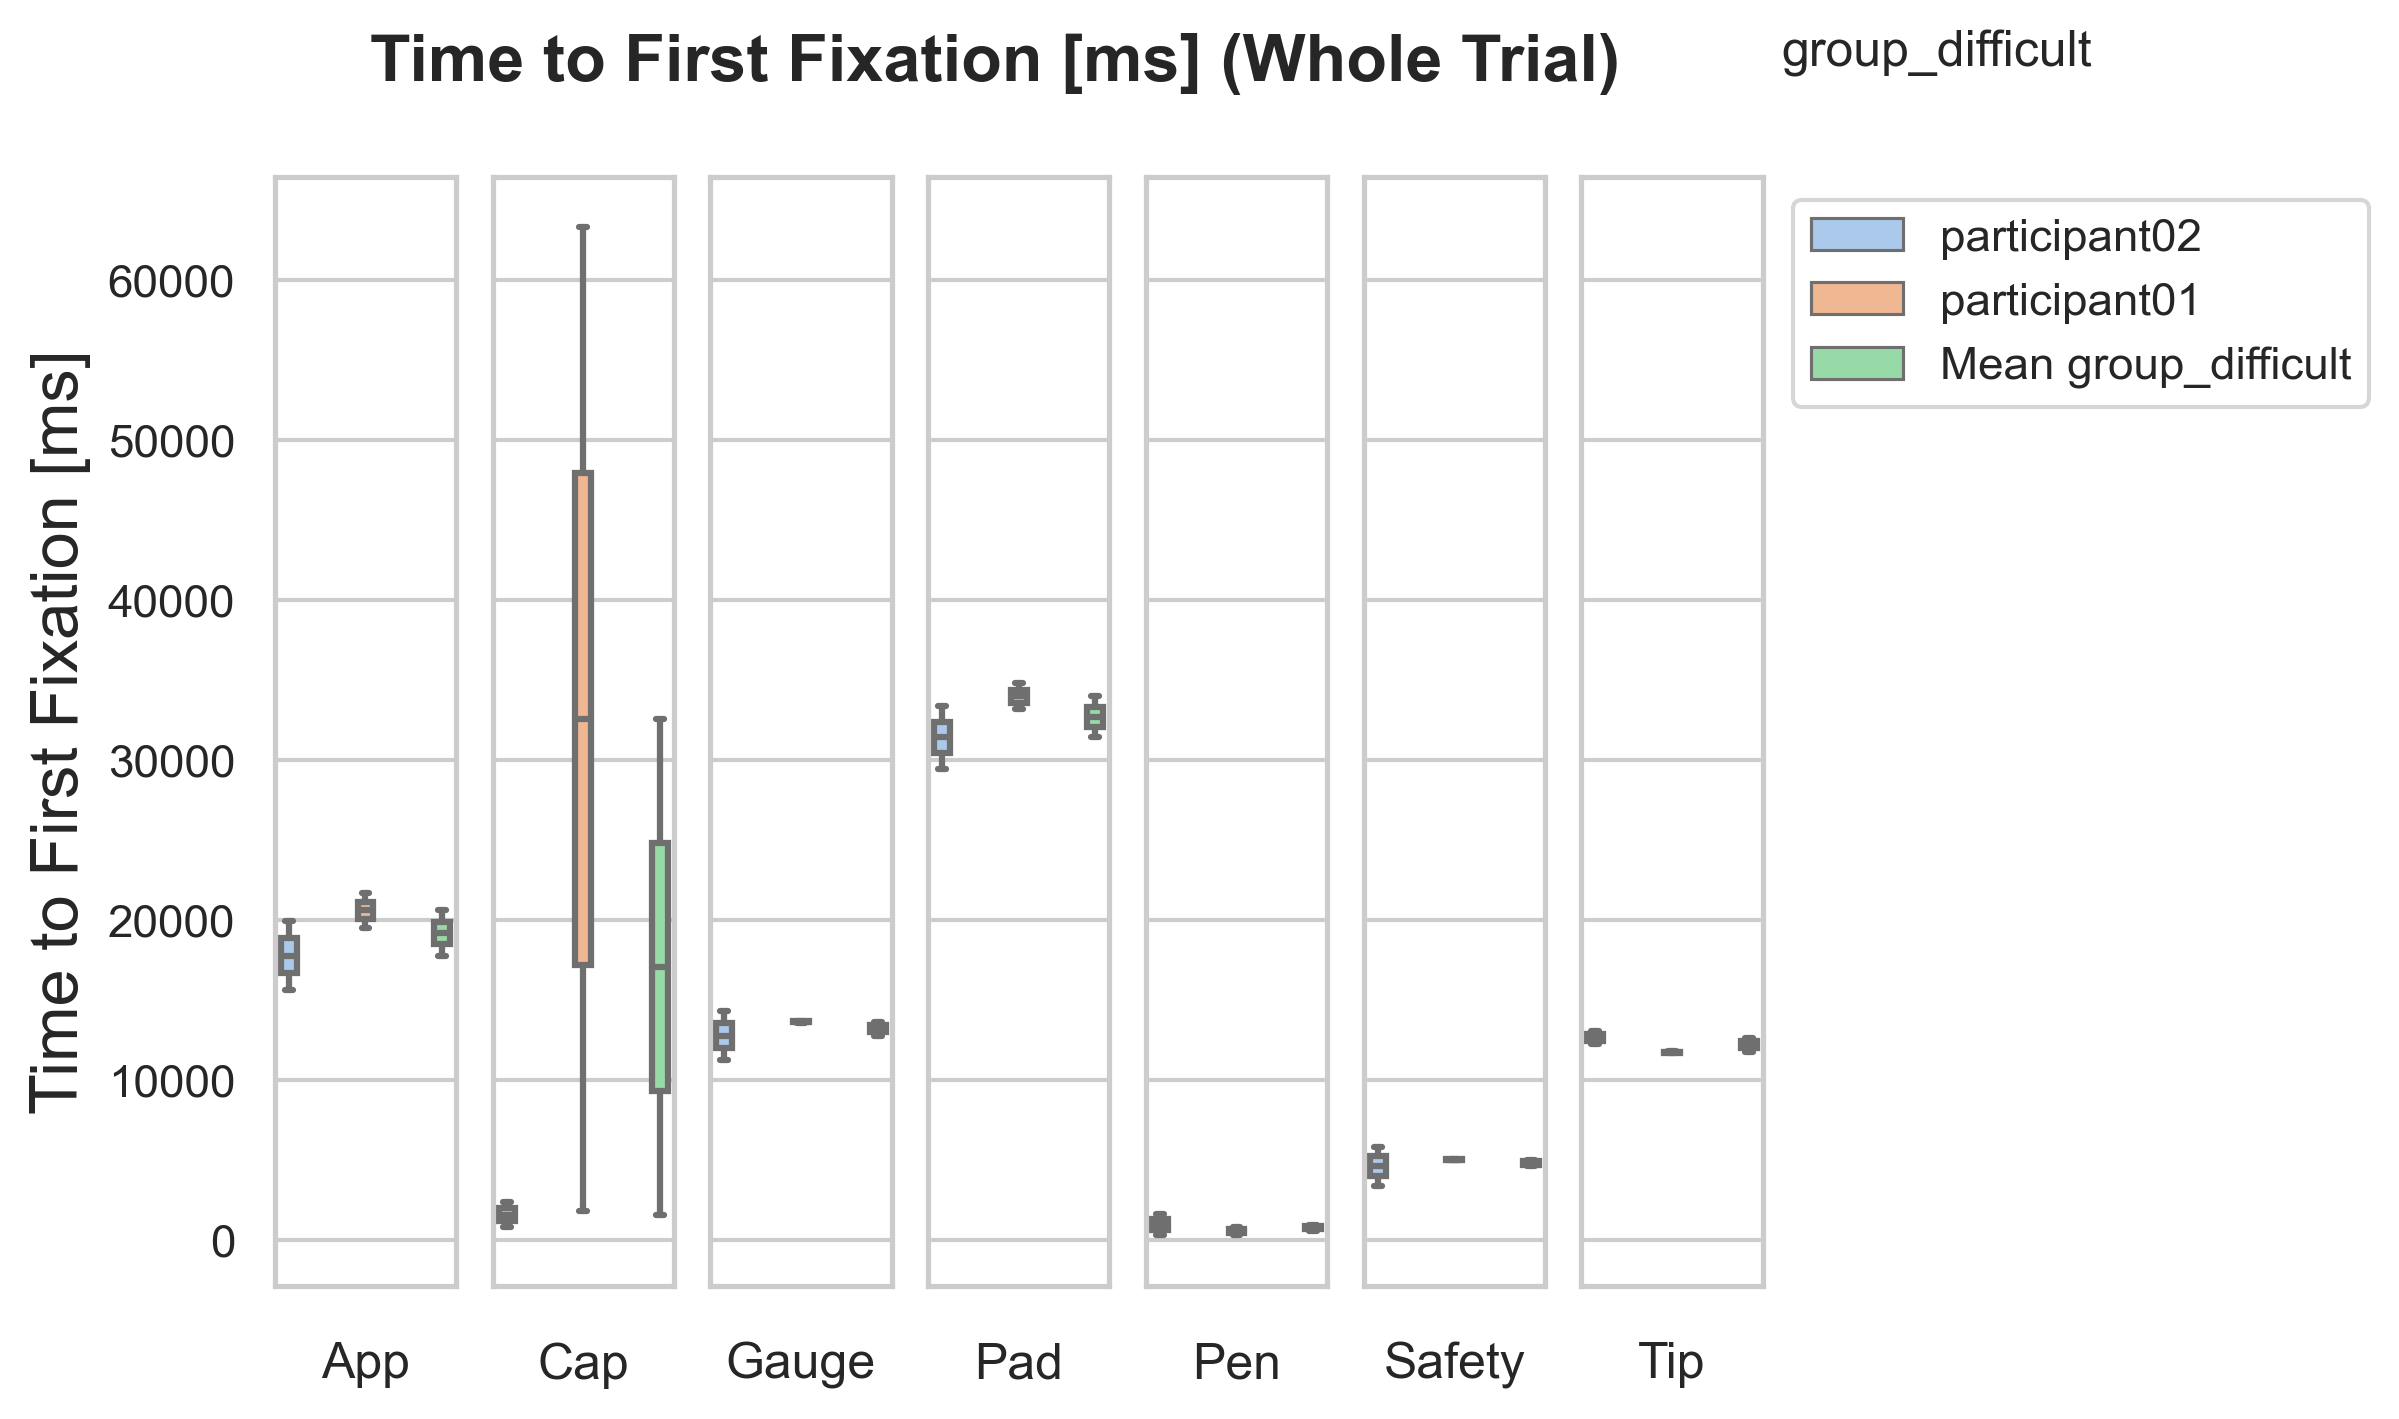 Time to First Fixation [ms] (Whole Trial)
group_difficult
participant02
participant01
Mean group_difficult
Time to First Fixation [ms]
60000
50000
40000
30000
20000
10000
0
App
Cap
Gauge
Pad
Pen
Safety
Tip